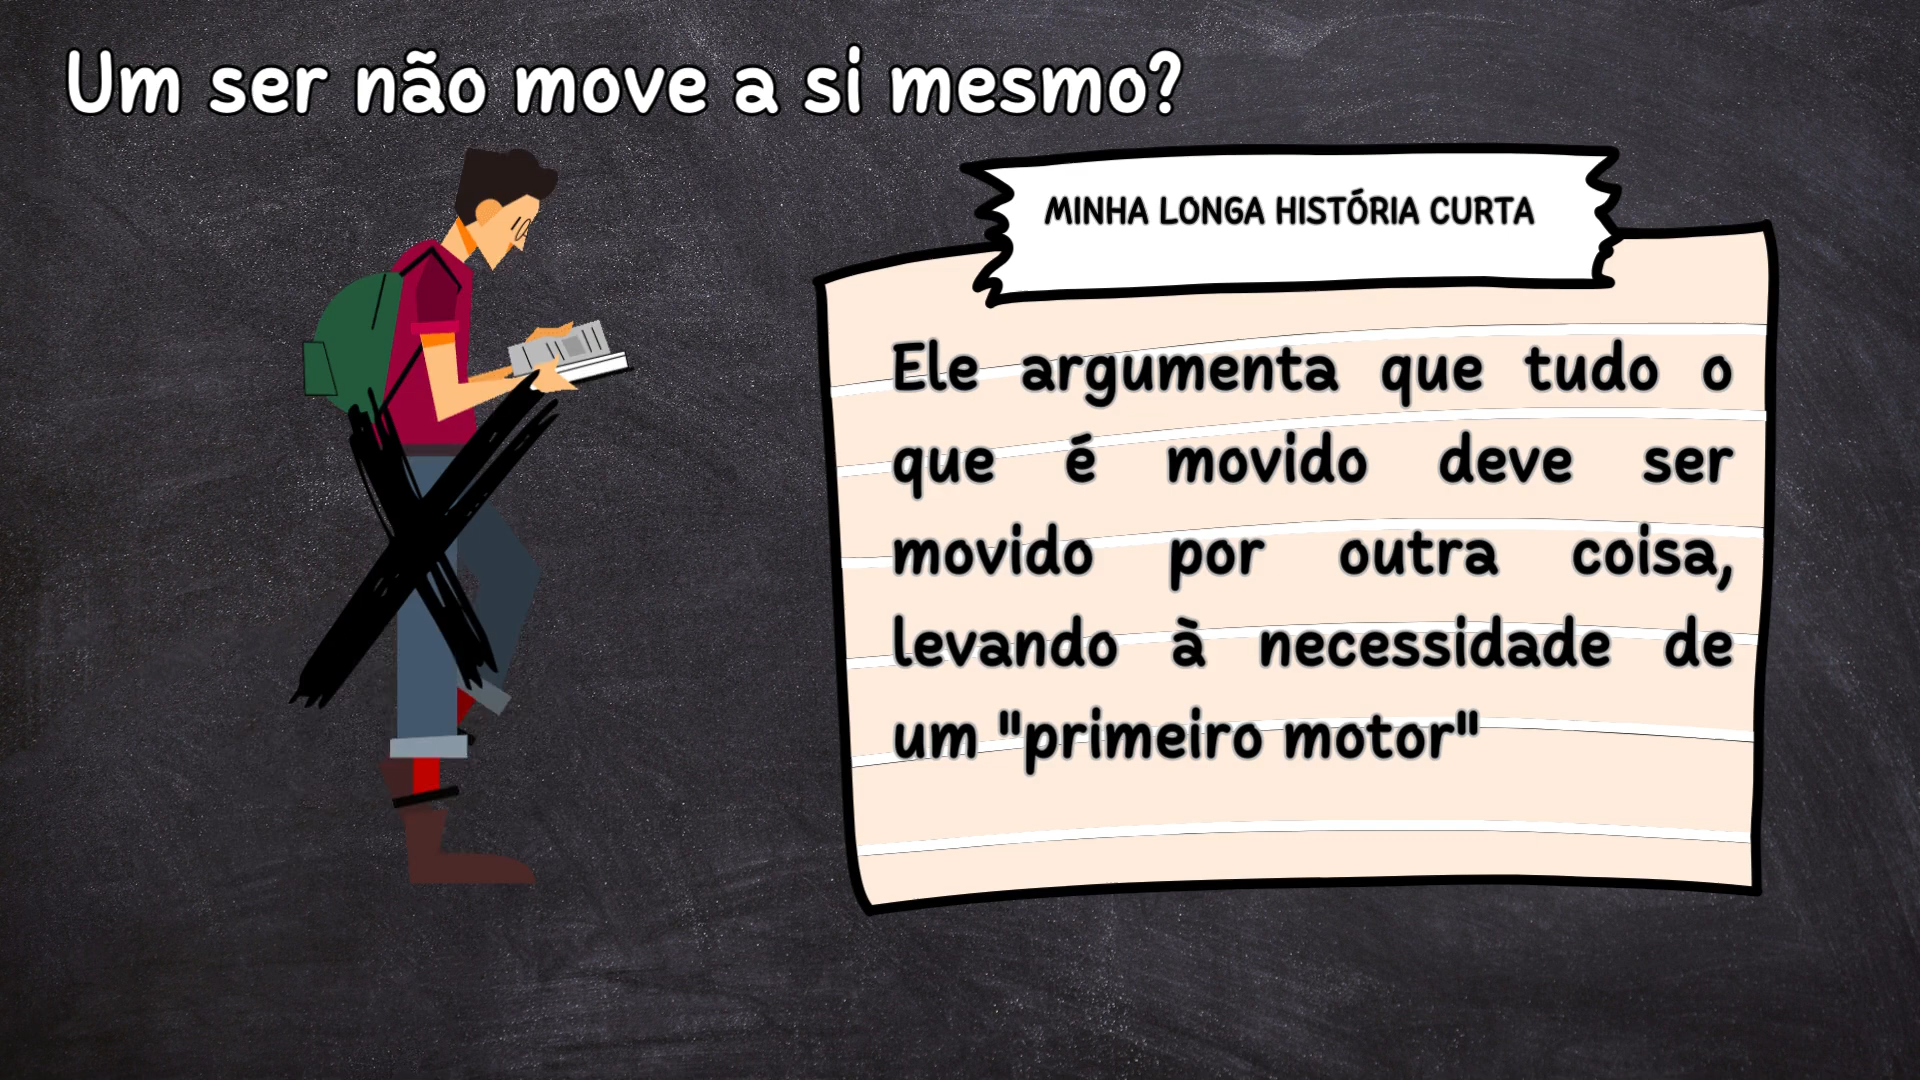 Um ser não move a si mesmo?
MINHA LONGA HISTÓRIA CURTA
Ele argumenta que tudo o
que é movido deve ser
movido por outra coisa,
levando à necessidade de
um "primeiro motor"